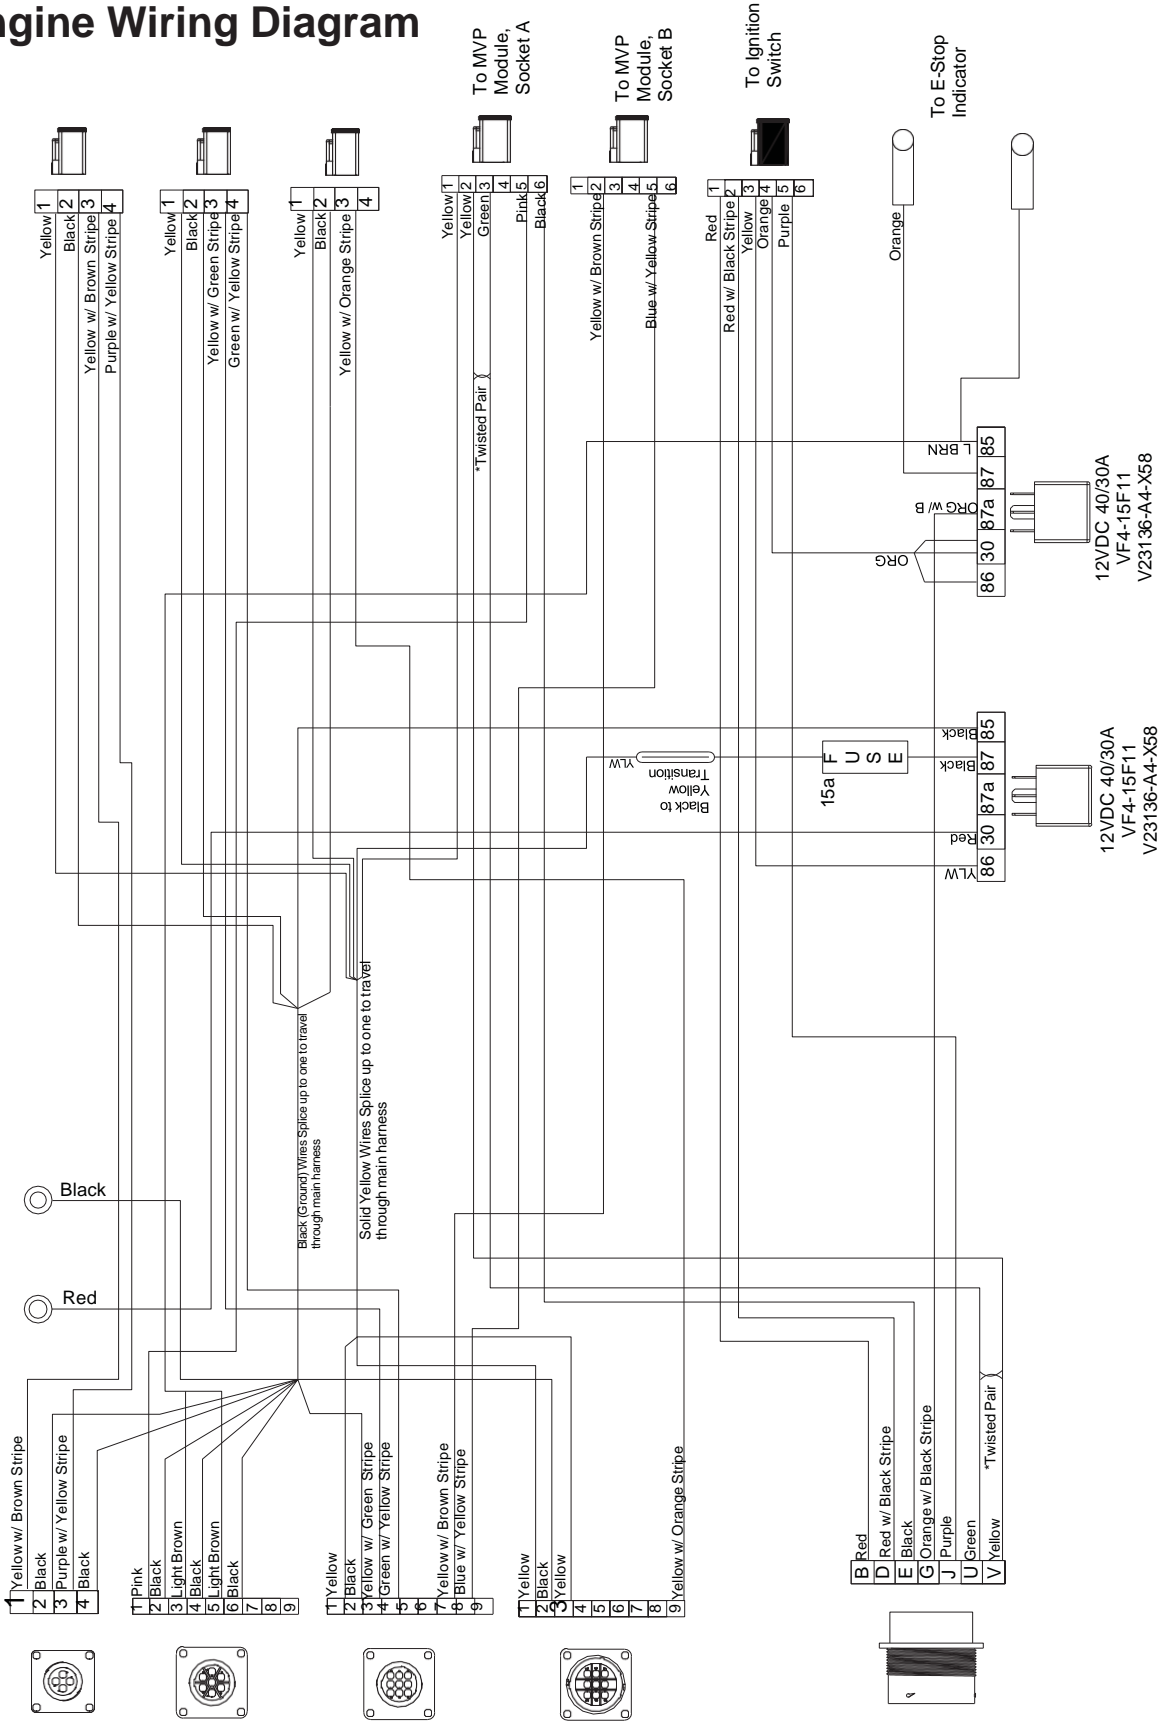 ngine Wiring Diagram
To MVP
Module,
Socket A
To MVP
Module,
Socket B
To Ignition
Switch
To E-Stop
Indicator
1
2
3
4
Yellow
Black
Yellow w/ Brown Stripe
Purple w/ Yellow Stripe
1
2
3
4
Yellow
Black
Yellow w/ Green Stripe
Green w/ Yellow Stripe
1
2
3
4
Yellow
Black
Yellow w/ Orange Stripe
1
2
3
4
5
6
Yellow
Yellow
Green
Pink
Black
*Twisted Pair
1
2
3
4
5
6
Yellow w/ Brown Stripe
Blue w/ Yellow Stripe
1
2
3
4
5
6
Red
Red w/ Black Stripe
Yellow
Orange
Purple
Orange
L BRN
ORG w/ B
ORG
85
87
87a
30
86
12VDC 40/30A
VF4-15F11
V23136-A4-X58
Black
Black
Red
YLW
85
87
87a
30
86
12VDC 40/30A
VF4-15F11
V23136-A4-X58
15a
FUSE
YLW
Black to
Yellow
Transition
Black (Ground) Wires Splice up to one to travel
through main harness
Solid Yellow Wires Splice up to one to travel
through main harness
Black
Red
1
2
3
4
Yellow w/ Brown Stripe
Black
Purple w/ Yellow Stripe
Black
1
2
3
4
5
6
7
8
9
Pink
Black
Light Brown
Black
Light Brown
Black
1
2
3
4
5
6
7
8
9
Yellow
Black
Yellow w/ Green Stripe
Green w/ Yellow Stripe
Yellow w/ Brown Stripe
Blue w/ Yellow Stripe
1
2
3
4
5
6
7
8
9
Yellow
Black
Yellow
Yellow w/ Orange Stripe
B
D
E
G
J
U
V
Red
Red w/ Black Stripe
Black
Orange w/ Black Stripe
Purple
Green
Yellow
*Twisted Pair